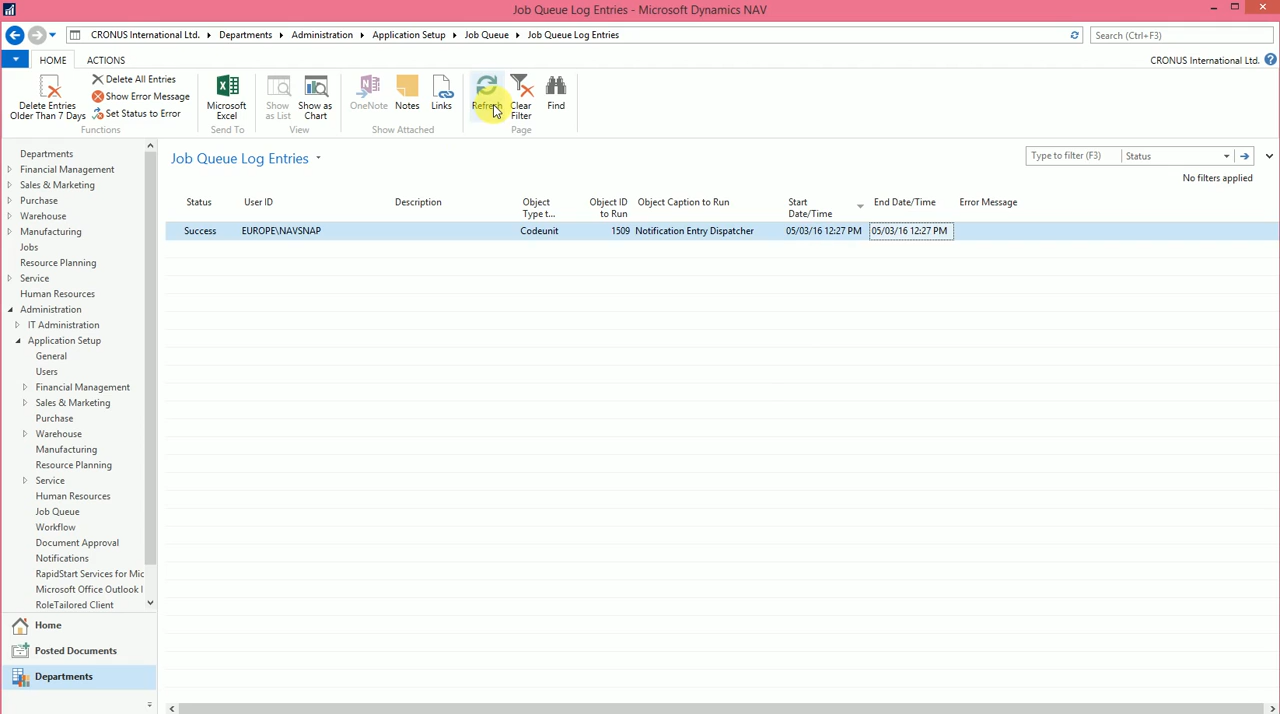 Job Queue Log Entries - Microsoft Dynamics NAV
CRONUS International Ltd. Departments Administration Application Setup Job Queue Job Queue Log Entries
Search (Ctrl+F3)
HOME ACTIONS
CRONUS International Ltd.
Delete Entries
Older Than 7 Days
Delete All Entries
Show Error Message
Set Status to Error
Functions
Microsoft
Excel
Send To
Show
as List
Show as
Chart
View
OneNote
Notes
Links
Show Attached
Refresh
Clear
Filter
Find
Page
Departments
Financial Management
Sales & Marketing
Purchase
Warehouse
Manufacturing
Jobs
Resource Planning
Service
Human Resources
Administration
IT Administration
Application Setup
General
Users
Financial Management
Sales & Marketing
Purchase
Warehouse
Manufacturing
Resource Planning
Service
Human Resources
Job Queue
Workflow
Document Approval
Notifications
RapidStart Services for Mic
Microsoft Office Outlook I
RoleTailored Client
Home
Posted Documents
Departments
Job Queue Log Entries
Type to filter (F3)
Status
No filters applied
Status
User ID
Description
Object
Type t...
Object ID
to Run
Object Caption to Run
Start
Date/Time
End Date/Time
Error Message
Success EUROPE\NAVSNAP Codeunit 1509 Notification Entry Dispatcher 05/03/16 12:27 PM 05/03/16 12:27 PM